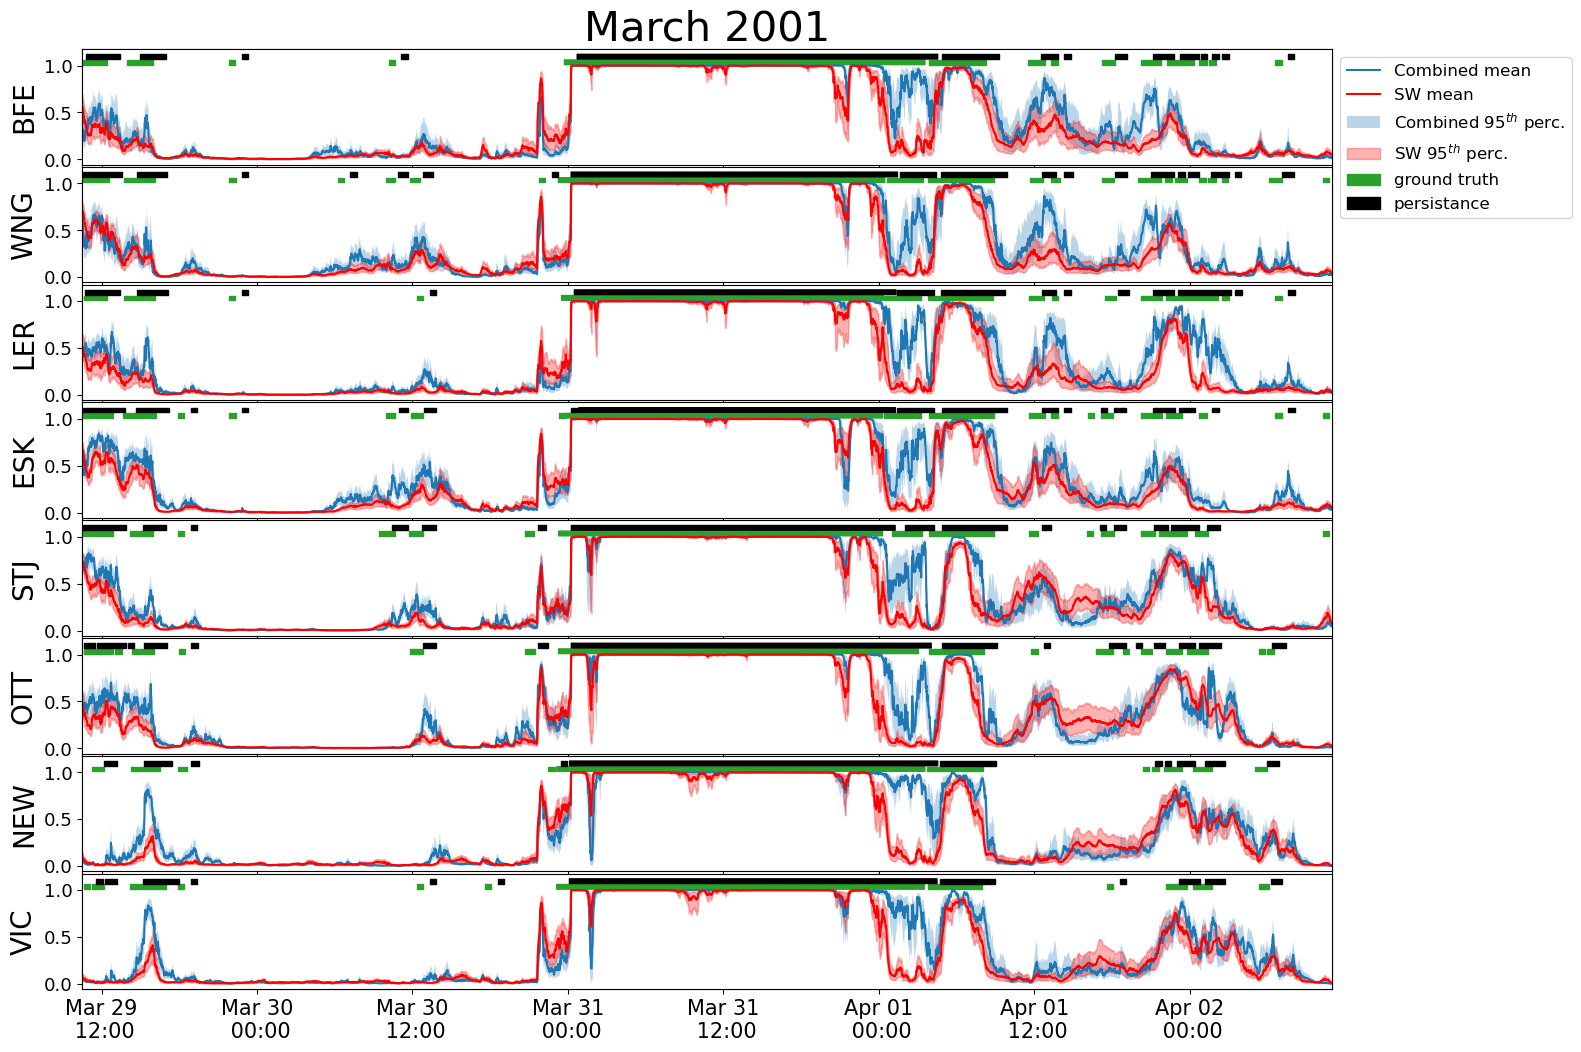 March 2001
BFE
1.0
0.5
0.0
WNG
1.0
0.5
0.0
LER
1.0
0.5
0.0
ESK
1.0
0.5
0.0
STJ
1.0
0.5
0.0
OTT
1.0
0.5
0.0
NEW
1.0
0.5
0.0
VIC
1.0
0.5
0.0
Mar 29 12:00
Mar 30 00:00
Mar 30 12:00
Mar 31 00:00
Mar 31 12:00
Apr 01 00:00
Apr 01 12:00
Apr 02 00:00
Combined mean
SW mean
Combined 95th perc.
SW 95th perc.
ground truth
persistance